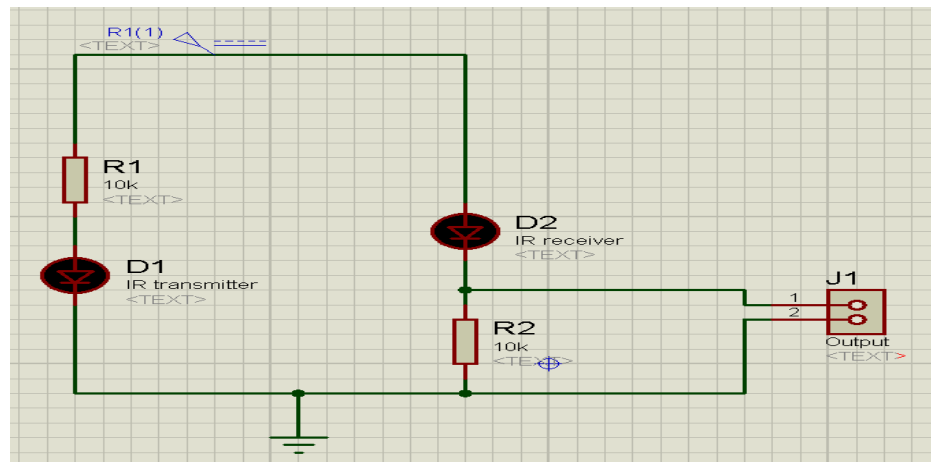 R1(1)
<TEXT>
R1
10k
<TEXT>
D1
IR transmitter
<TEXT>
D2
IR receiver
<TEXT>
R2
10k
<TEXT>
J1
1
2
Output
<TEXT>